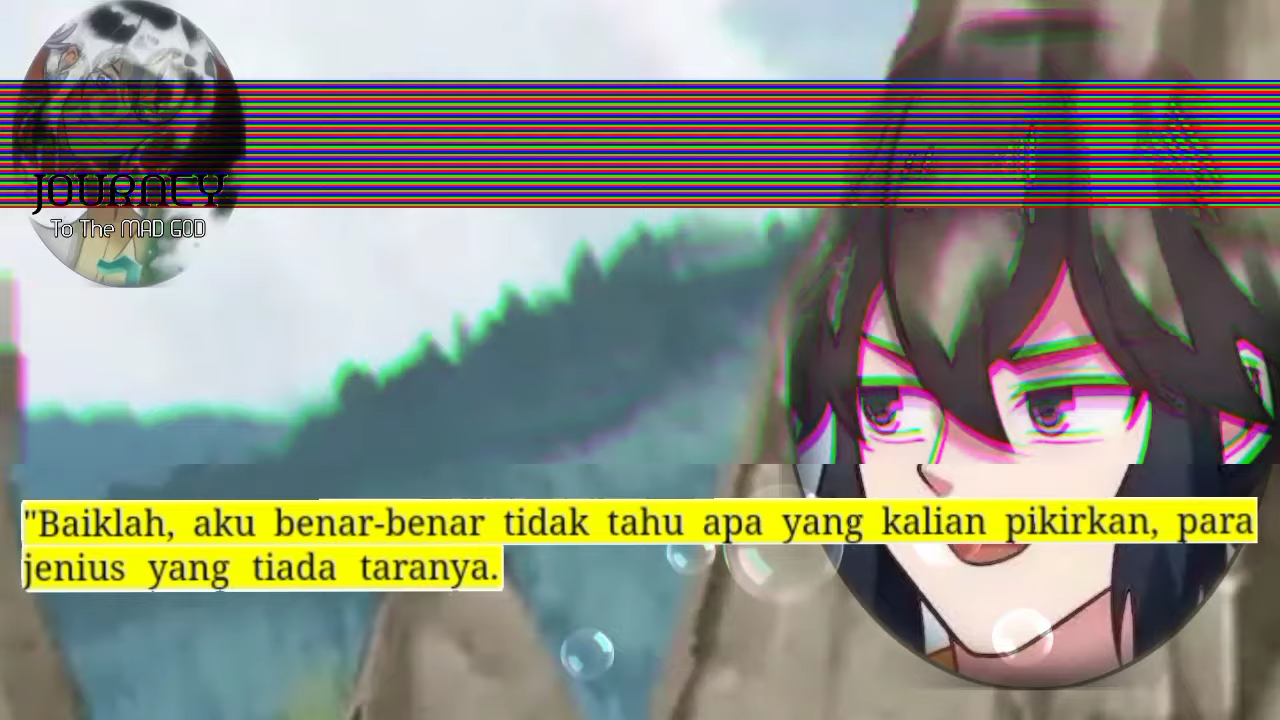 JOURNEY
To The MAD GOD
"Baiklah, aku benar-benar tidak tahu apa yang kalian pikirkan, para
jenius yang tiada taranya.